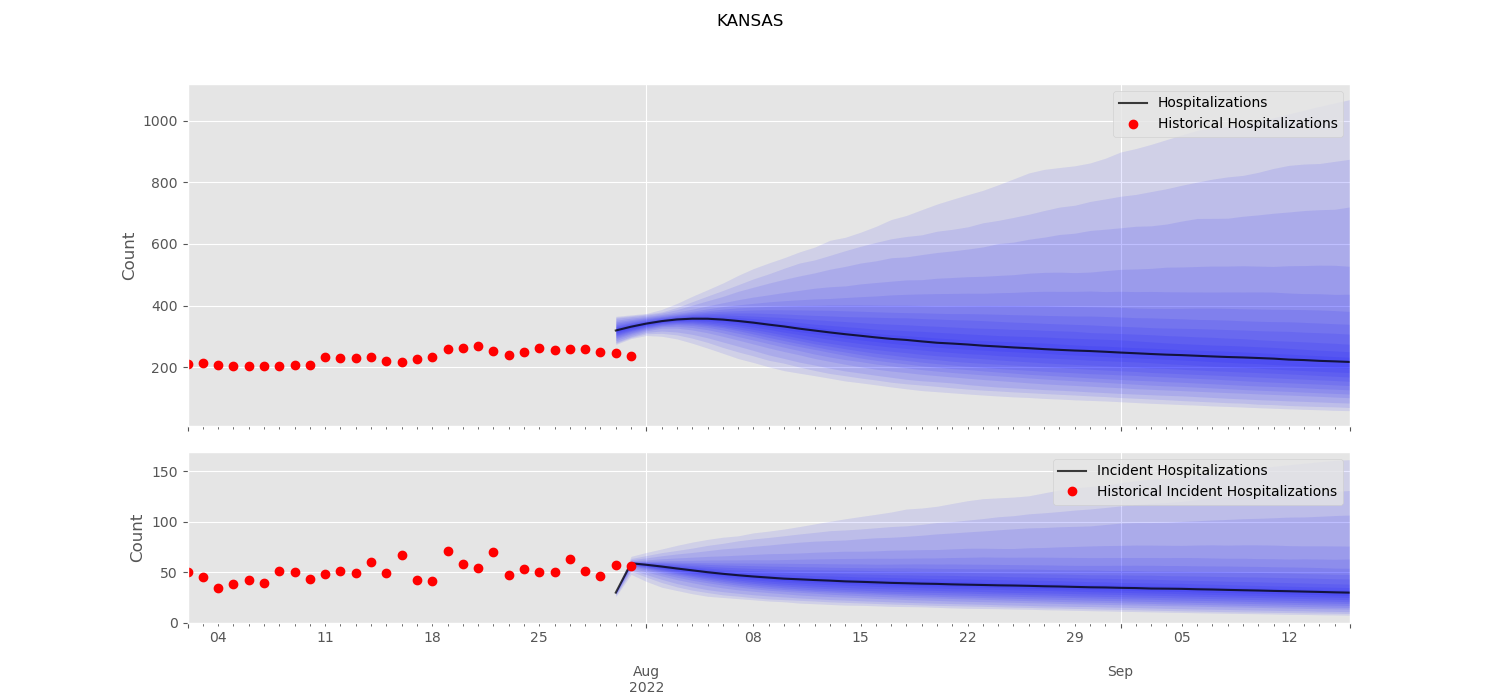 KANSAS
Hospitalizations
Historical Hospitalizations
Count
1000
800
600
400
200
Incident Hospitalizations
Historical Incident Hospitalizations
Count
150
100
50
0
04 11 18 25 08 15 22 29 05 12
Aug Sep
2022